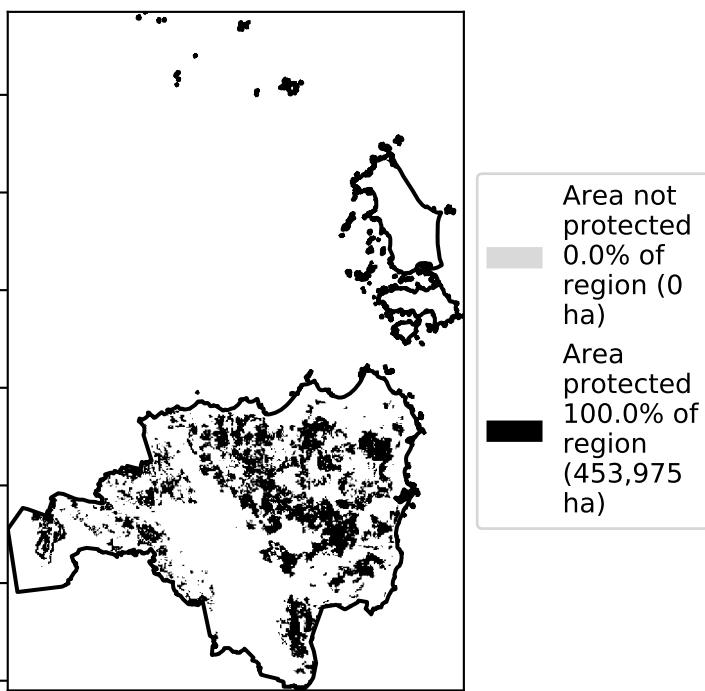 Area not
protected
0.0% of
region (0
ha)
Area
protected
100.0% of
region
(453,975
ha)